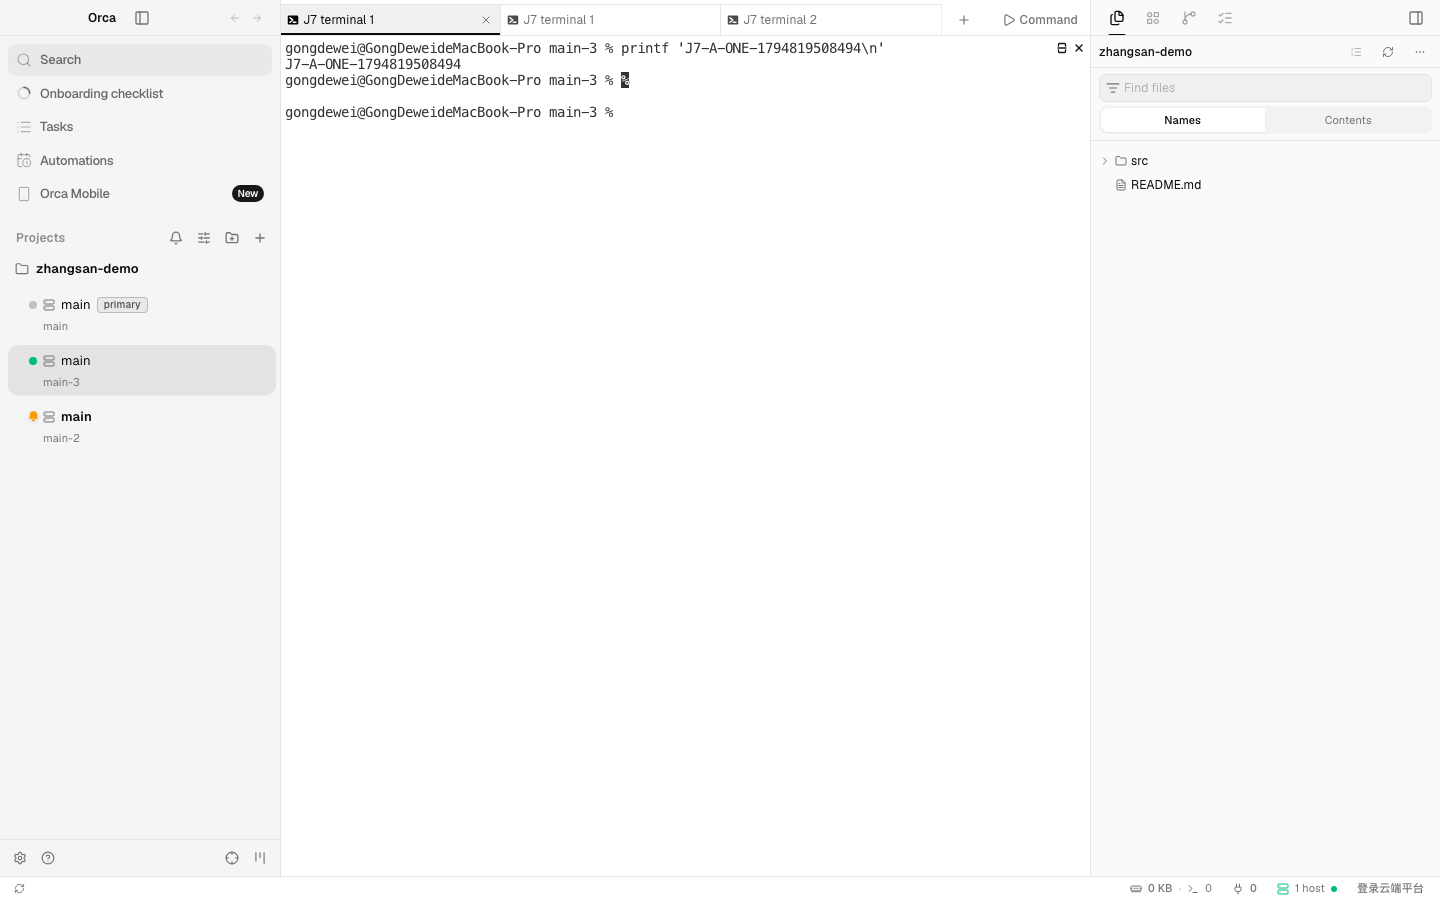 Orca
Search
Onboarding checklist
Tasks
Automations
Orca Mobile New
Projects
zhangsan-demo
main primary
main
main
main-3
main
main-2
J7 terminal 1
J7 terminal 1
J7 terminal 2
Command
gongdewei@GongDeweideMacBook-Pro main-3 % printf 'J7-A-ONE-1794819508494\n'
J7-A-ONE-1794819508494
gongdewei@GongDeweideMacBook-Pro main-3 % %
gongdewei@GongDeweideMacBook-Pro main-3 %
zhangsan-demo
Find files
Names Contents
src
README.md
0 KB · 0 0 1 host 登录云端平台